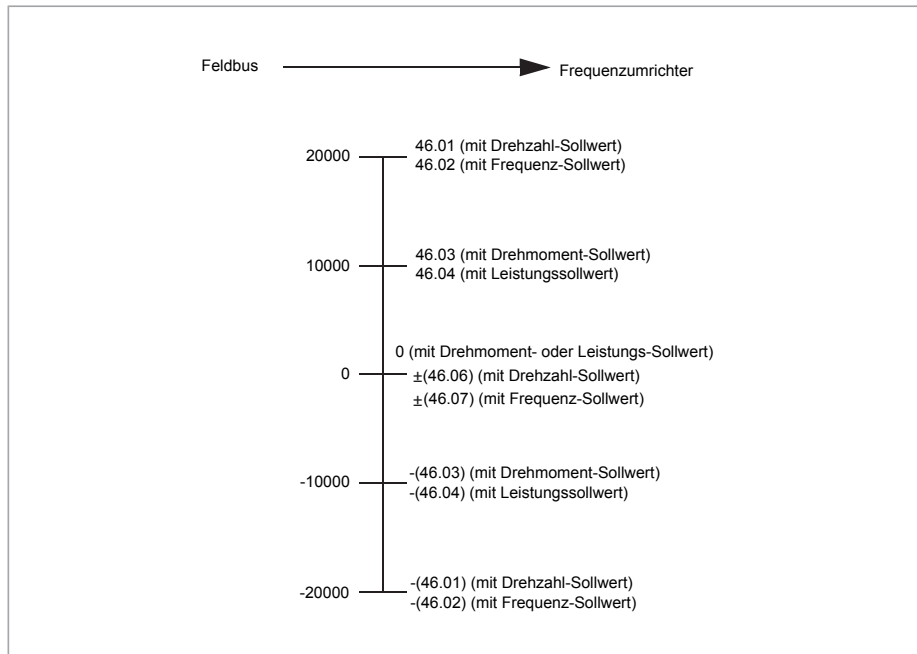 Feldbus
Frequenzumrichter
20000
46.01 (mit Drehzahl-Sollwert)
46.02 (mit Frequenz-Sollwert)
10000
46.03 (mit Drehmoment-Sollwert)
46.04 (mit Leistungssollwert)
0 (mit Drehmoment- oder Leistungs-Sollwert)
0
±(46.06) (mit Drehzahl-Sollwert)
±(46.07) (mit Frequenz-Sollwert)
-10000
-(46.03) (mit Drehmoment-Sollwert)
-(46.04) (mit Leistungssollwert)
-20000
-(46.01) (mit Drehzahl-Sollwert)
-(46.02) (mit Frequenz-Sollwert)